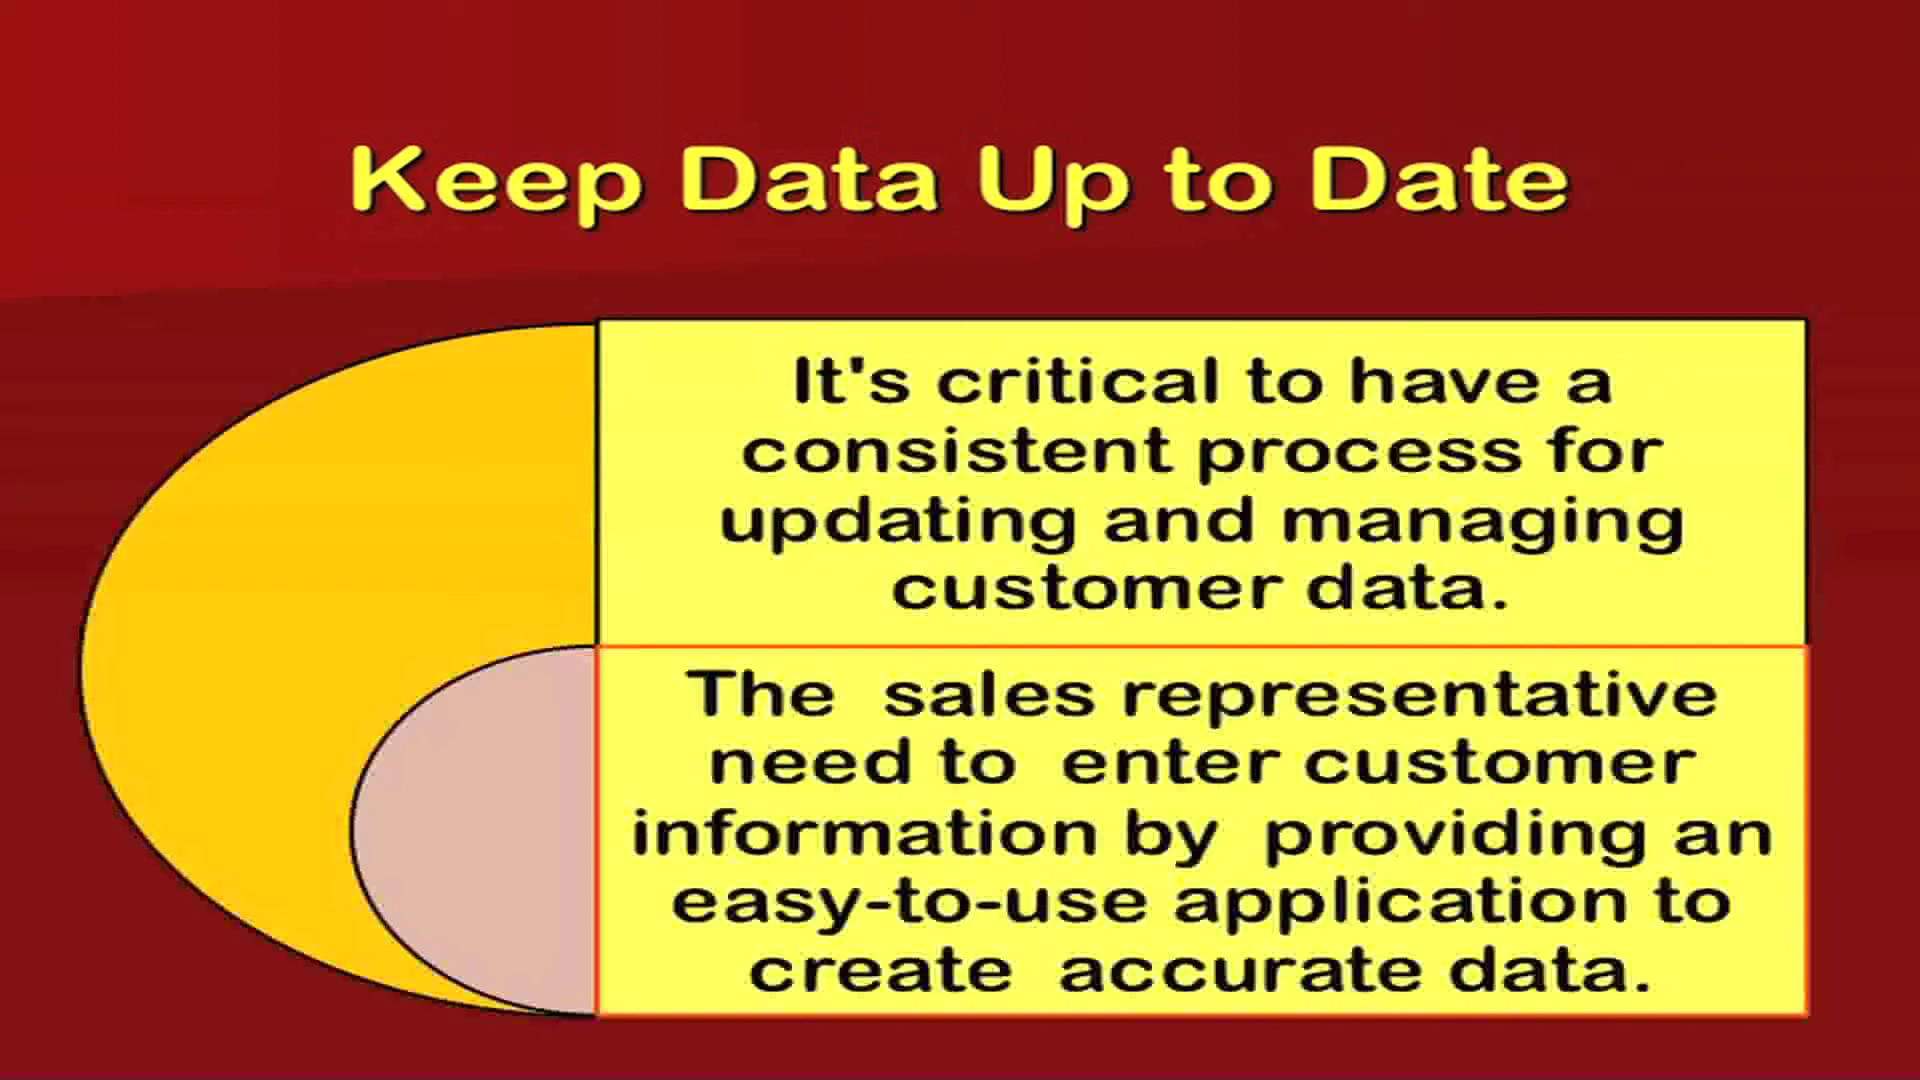 Keep Data Up to Date
It's critical to have a
consistent process for
updating and managing
customer data.
The sales representative
need to enter customer
information by providing an
easy-to-use application to
create accurate data.